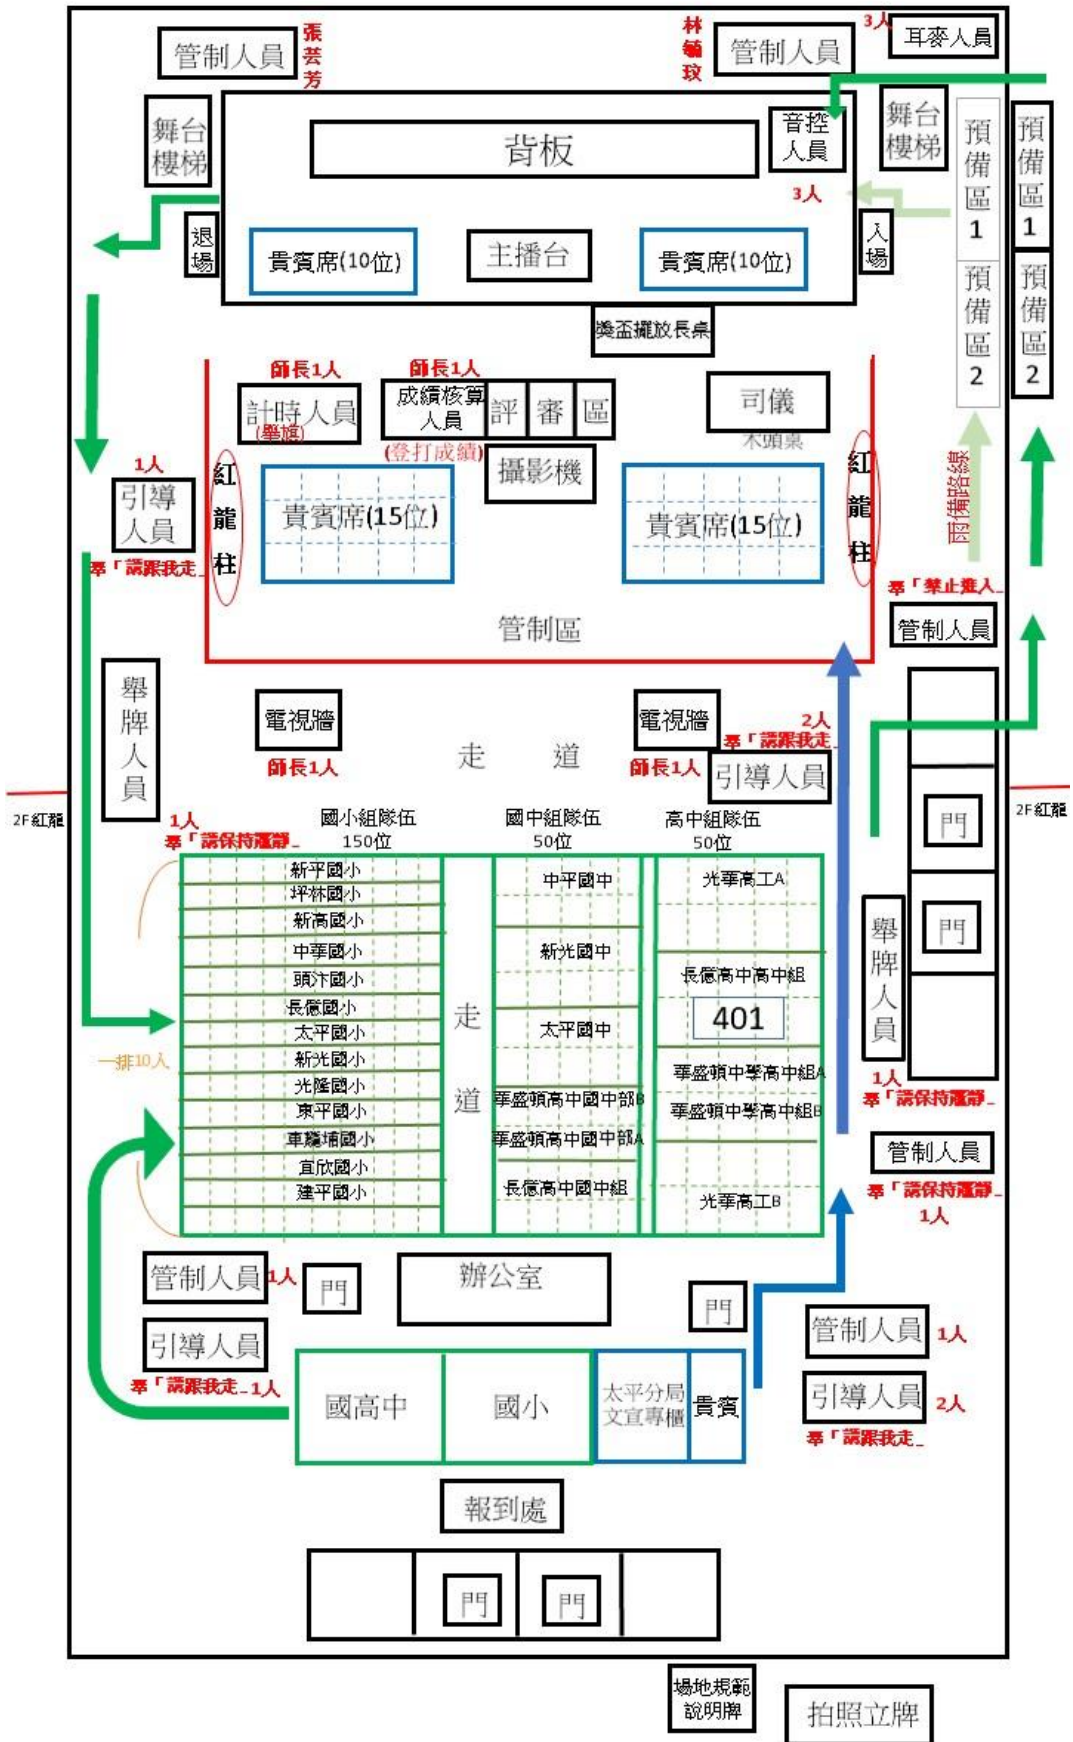 管制人員
張芸芳
林毓玟
管制人員
3人
耳麥人員
舞台樓梯
背板
音控人員
3人
舞台樓梯
預備區1
預備區1
退場
貴賓席(10位)
主播台
貴賓席(10位)
入場
預備區2
預備區2
獎盃擺放長桌
師長1人
計時人員
(舉旗)
師長1人
成績核算人員
(登打成績)
評審區
司儀
木頭桌
攝影機
1人
引導人員
舉「請跟我走_
紅龍柱
貴賓席(15位)
貴賓席(15位)
紅龍柱
雨備路線
管制區
舉「禁止進入_
管制人員
舉牌人員
電視牆
師長1人
走道
電視牆
師長1人
2人
舉「請跟我走_
引導人員
2F紅龍
2F紅龍
門
門
1人
舉「請保持肅靜_
國小組隊伍
150位
國中組隊伍
50位
高中組隊伍
50位
新平國小
坪林國小
新高國小
中華國小
頭汴國小
長億國小
太平國小
新光國小
光隆國小
東平國小
車籠埔國小
宜欣國小
建平國小
一排10人
走道
中平國中
新光國中
太平國中
華盛頓高中國中部B
華盛頓高中國中部A
長億高中國中組
光華高工A
長億高中高中組
401
華盛頓中學高中組A
華盛頓中學高中組B
光華高工B
舉牌人員
1人
舉「請保持肅靜_
管制人員
舉「請保持肅靜_
1人
管制人員
1人
門
辦公室
門
引導人員
舉「請跟我走_1人
管制人員
1人
引導人員
2人
舉「請跟我走_
國高中
國小
太平分局
文宣專櫃
貴賓
報到處
門
門
場地規範
說明牌
拍照立牌